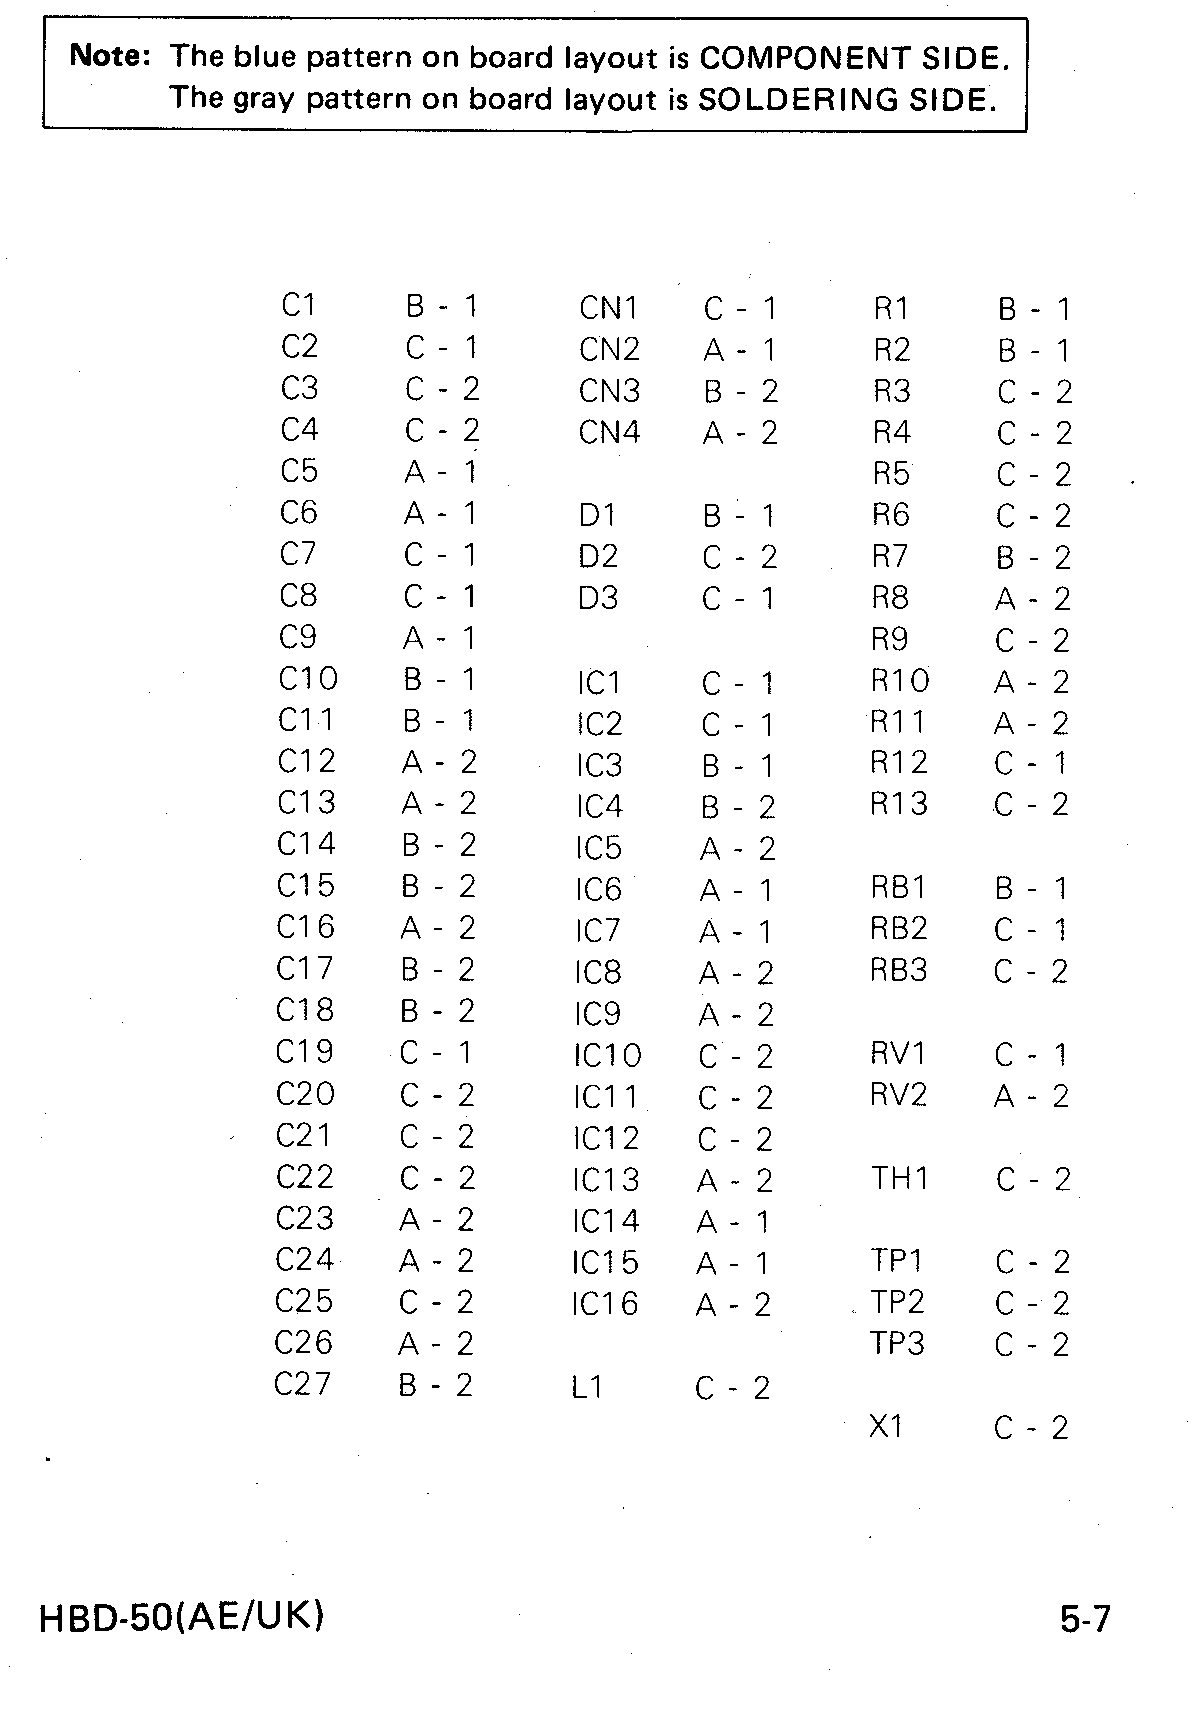 Note: The blue pattern on board layout is COMPONENT SIDE.
The gray pattern on board layout is SOLDERING SIDE.
C1 B - 1 CN1 C - 1 R1 B - 1
C2 C - 1 CN2 A - 1 R2 B - 1
C3 C - 2 CN3 B - 2 R3 C - 2
C4 C - 2 CN4 A - 2 R4 C - 2
C5 A - 1 R5 C - 2
C6 A - 1 D1 B - 1 R6 C - 2
C7 C - 1 D2 C - 2 R7 B - 2
C8 C - 1 D3 C - 1 R8 A - 2
C9 A - 1 R9 C - 2
C10 B - 1 IC1 C - 1 R10 A - 2
C11 B - 1 IC2 C - 1 R11 A - 2
C12 A - 2 IC3 B - 1 R12 C - 1
C13 A - 2 IC4 B - 2 R13 C - 2
C14 B - 2 IC5 A - 2
C15 B - 2 IC6 A - 1 RB1 B - 1
C16 A - 2 IC7 A - 1 RB2 C - 1
C17 B - 2 IC8 A - 2 RB3 C - 2
C18 B - 2 IC9 A - 2
C19 C - 1 IC10 C - 2 RV1 C - 1
C20 C - 2 IC11 C - 2 RV2 A - 2
C21 C - 2 IC12 C - 2
C22 C - 2 IC13 A - 2 TH1 C - 2
C23 A - 2 IC14 A - 1
C24 A - 2 IC15 A - 1 TP1 C - 2
C25 C - 2 IC16 A - 2 TP2 C - 2
C26 A - 2 TP3 C - 2
C27 B - 2 L1 C - 2
X1 C - 2
HBD-50(AE/UK) 5-7